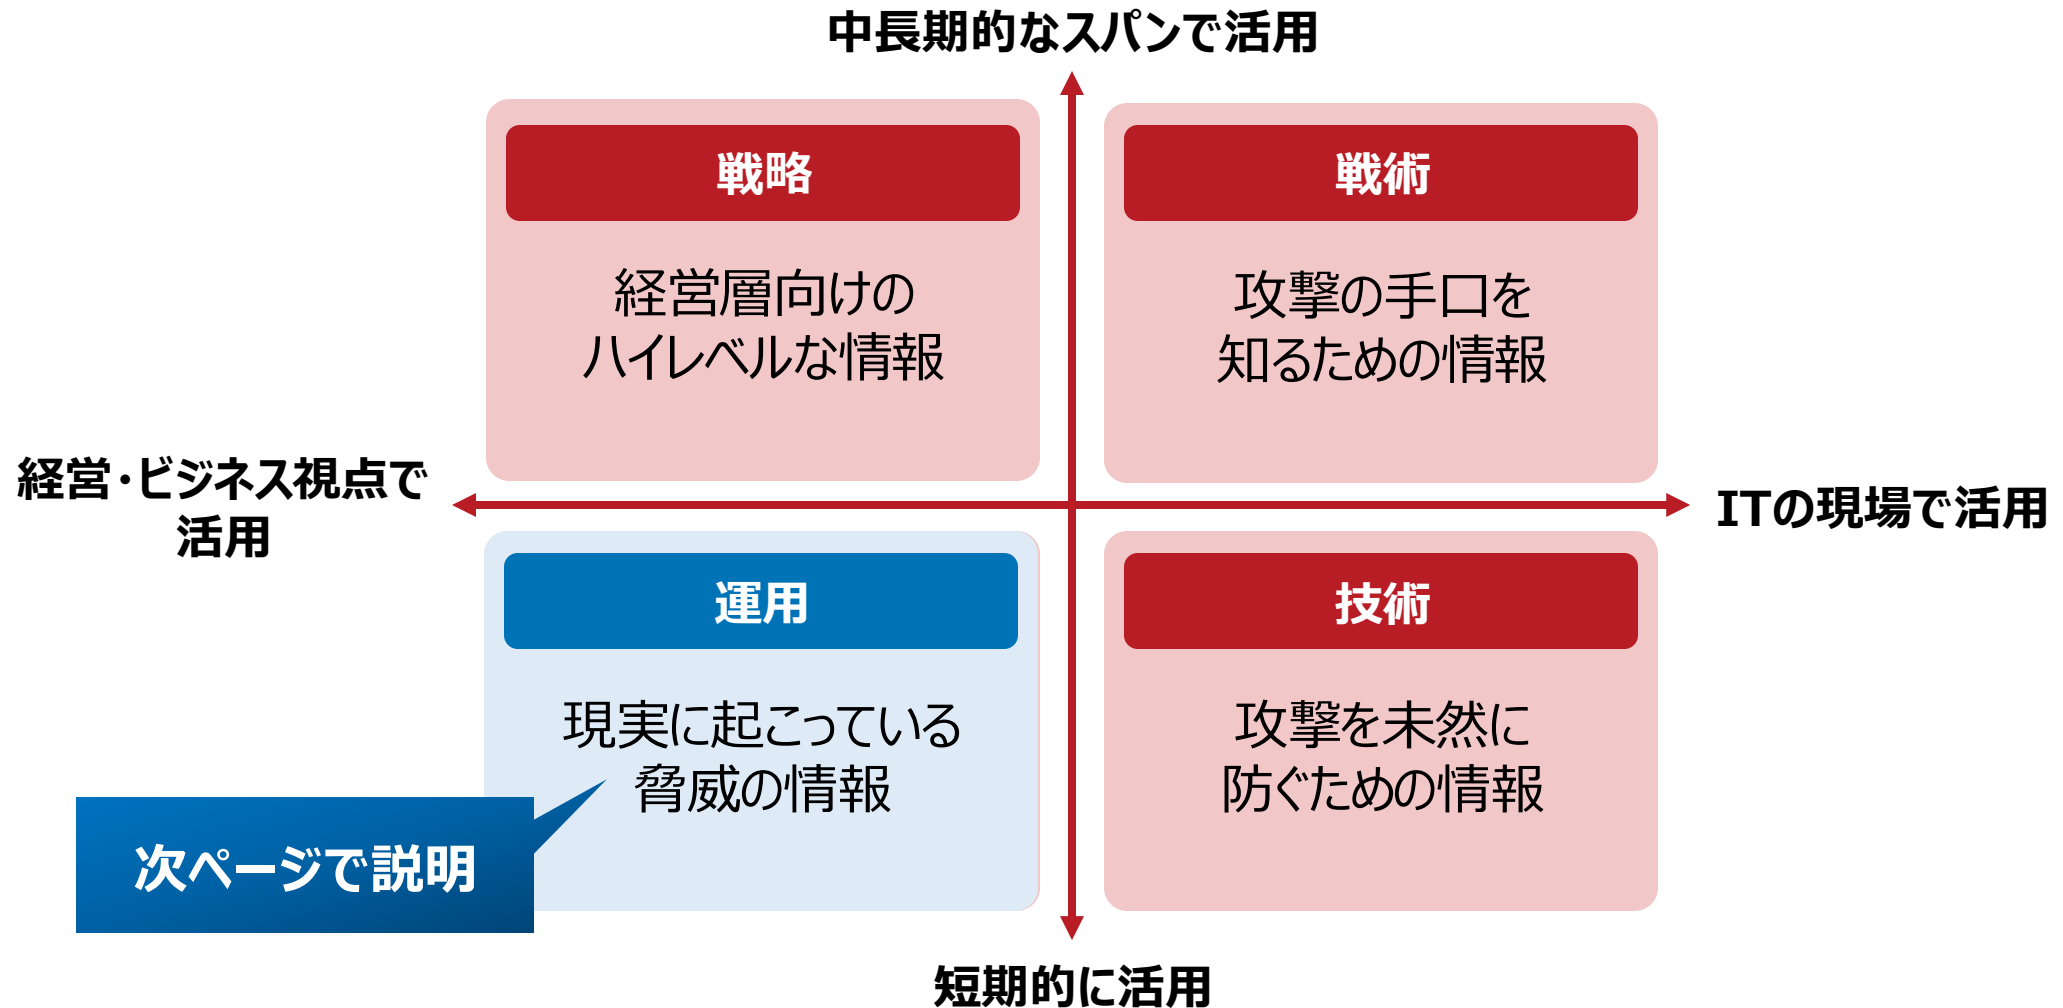 中長期的なスパンで活用
戦略
経営層向けの
ハイレベルな情報
戦術
攻撃の手口を
知るための情報
経営・ビジネス視点で
活用
ITの現場で活用
運用
現実に起こっている
脅威の情報
技術
攻撃を未然に
防ぐための情報
次ページで説明
短期的に活用